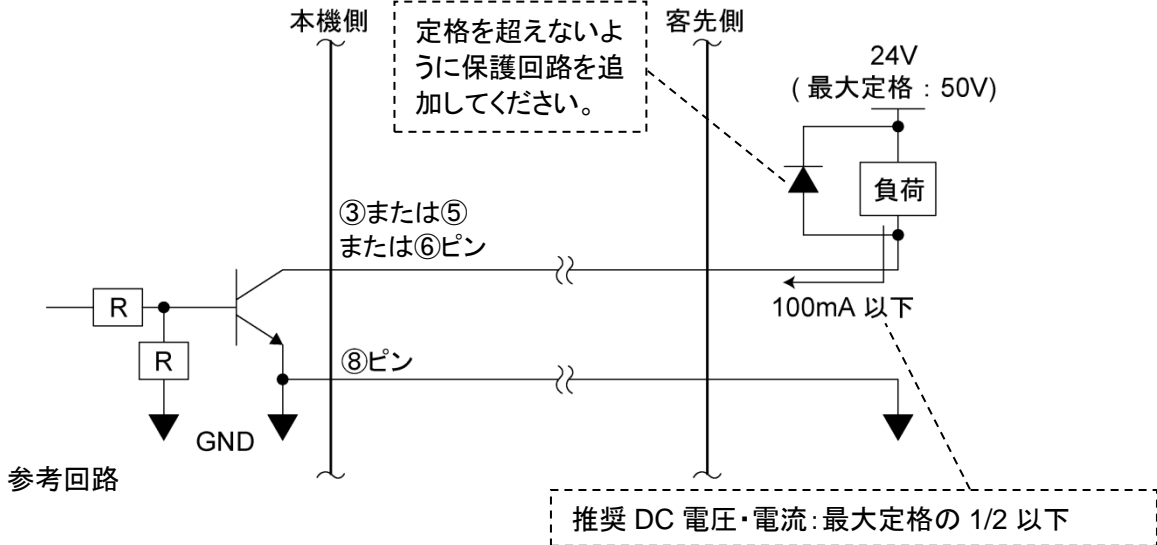 本機側
定格を超えないよ
うに保護回路を追
加してください。
客先側
24V
( 最大定格 : 50V)
負荷
③または⑤
または⑥ピン
R
R
100mA 以下
⑧ピン
GND
参考回路
推奨 DC 電圧・電流：最大定格の 1/2 以下